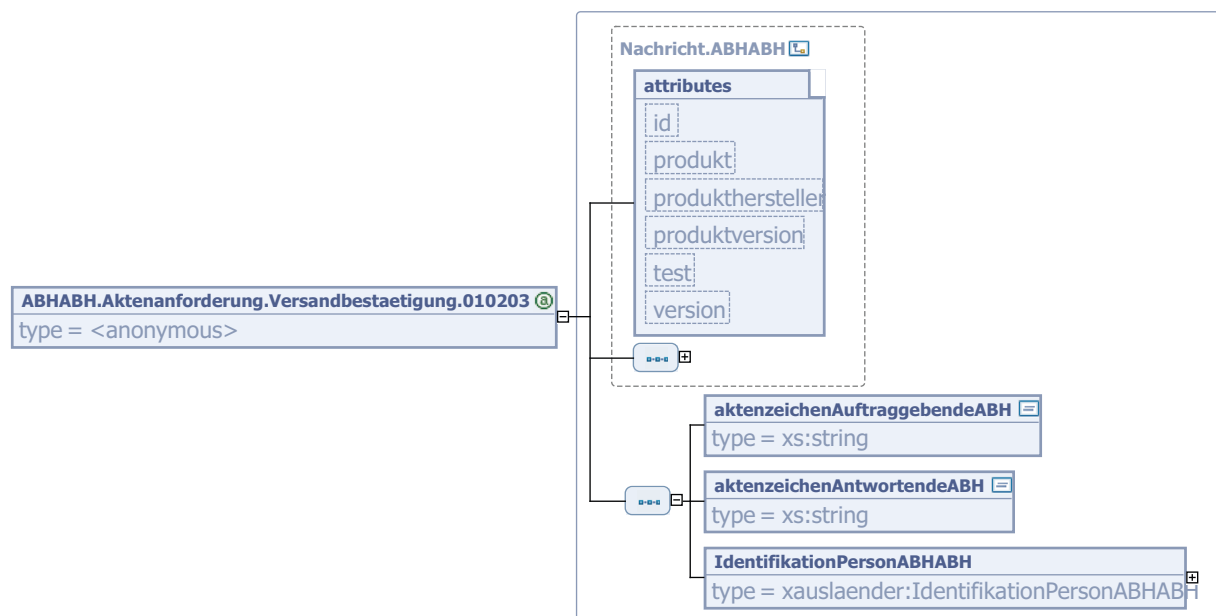 Nachricht.ABHABH
attributes
id
produkt
produkthersteller
produktversion
test
version
ABHABH.Aktenanforderung.Versandbestaetigung.010203
type = <anonymous>
aktenzeichenAuftraggebendeABH
type = xs:string
aktenzeichenAntwortendeABH
type = xs:string
IdentifikationPersonABHABH
type = xauslaender:IdentifikationPersonABHABH